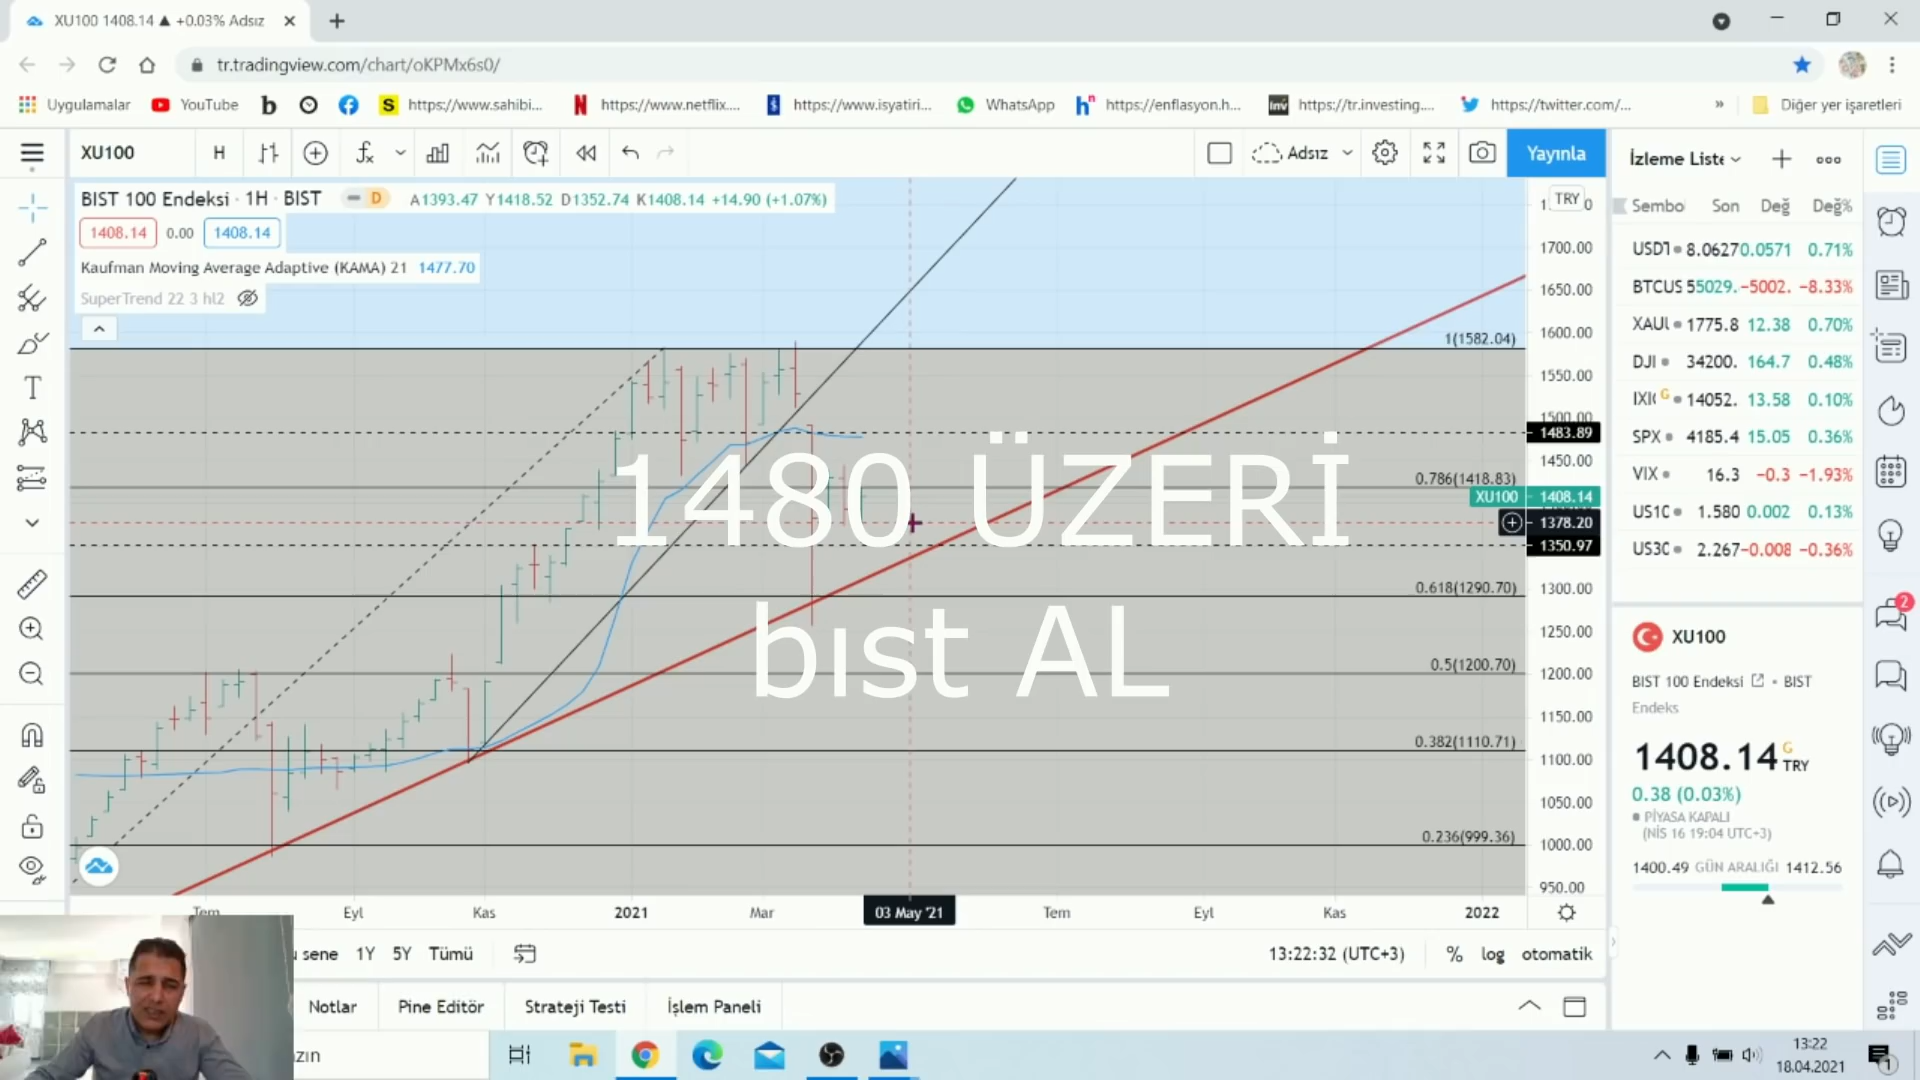 XU100 1408.14 ▲ +0.03% Adsız
tr.tradingview.com/chart/oKPMx6s0/
Uygulamalar
YouTube
https://www.sahibi...
https://www.netflix....
https://www.isyatiri...
WhatsApp
https://enflasyon.h...
https://tr.investing....
https://twitter.com/...
»
Diğer yer işaretleri
XU100
H
Adsız
Yayınla
İzleme Liste
BIST 100 Endeksi · 1H · BIST
D
A1393.47 Y1418.52 D1352.74 K1408.14 +14.90 (+1.07%)
1408.14 0.00 1408.14
Kaufman Moving Average Adaptive (KAMA) 21 1477.70
SuperTrend 22 3 hl2
TRY
1700.00
1650.00
1600.00
1(1582.04)
1550.00
1500.00
1483.89
1450.00
0.786(1418.83)
XU100 1408.14
1378.20
1350.97
1300.00
0.618(1290.70)
1250.00
0.5(1200.70)
1200.00
1150.00
0.382(1110.71)
1100.00
1050.00
0.236(999.36)
1000.00
950.00
1480 ÜZERİ
bıst AL
Tem Eyl Kas 2021 Mar 03 May '21 Tem Eyl Kas 2022
sene 1Y 5Y Tümü
13:22:32 (UTC+3) % log otomatik
Notlar Pine Editör Strateji Testi İşlem Paneli
Sembo Son Değ Değ%
USDT 8.0627 0.0571 0.71%
BTCUS 55029. −5002. −8.33%
XAUU 1775.8 12.38 0.70%
DJI 34200. 164.7 0.48%
IXIC G 14052. 13.58 0.10%
SPX 4185.4 15.05 0.36%
VIX 16.3 −0.3 −1.93%
US1C 1.580 0.002 0.13%
US3C 2.267 −0.008 −0.36%
XU100
BIST 100 Endeksi • BIST
Endeks
1408.14 G TRY
0.38 (0.03%)
PİYASA KAPALI
(NİS 16 19:04 UTC+3)
1400.49 GÜN ARALIĞI 1412.56
2
13:22
18.04.2021
1